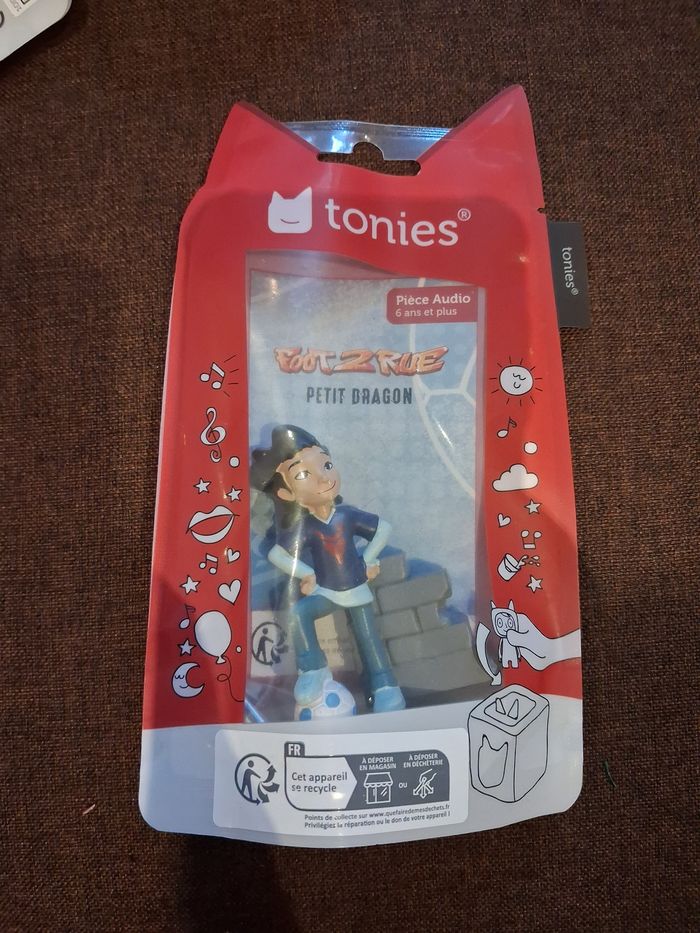 tonies®
tonies®
Pièce Audio
6 ans et plus
FOOT 2 RUE
PETIT DRAGON
FR
Cet appareil
se recycle
À DÉPOSER
EN MAGASIN
OU
À DÉPOSER
EN DÉCHÈTERIE
Points de collecte sur www.quefairedemesdechets.fr
Privilégiez la réparation ou le don de votre appareil !